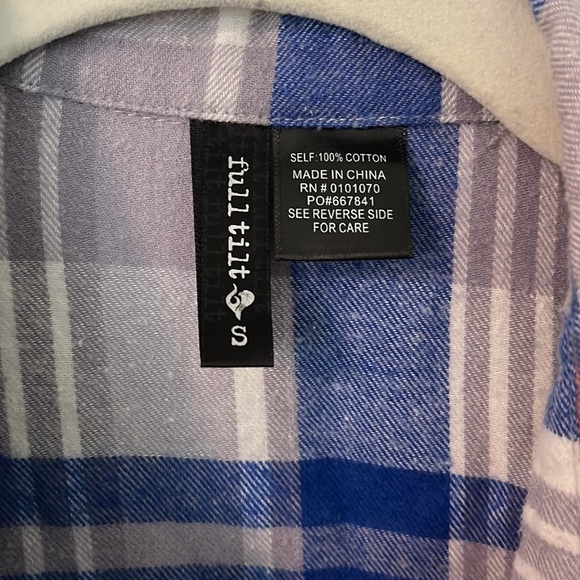 full tilt
S
SELF:100% COTTON
MADE IN CHINA
RN # 0101070
PO#667841
SEE REVERSE SIDE
FOR CARE